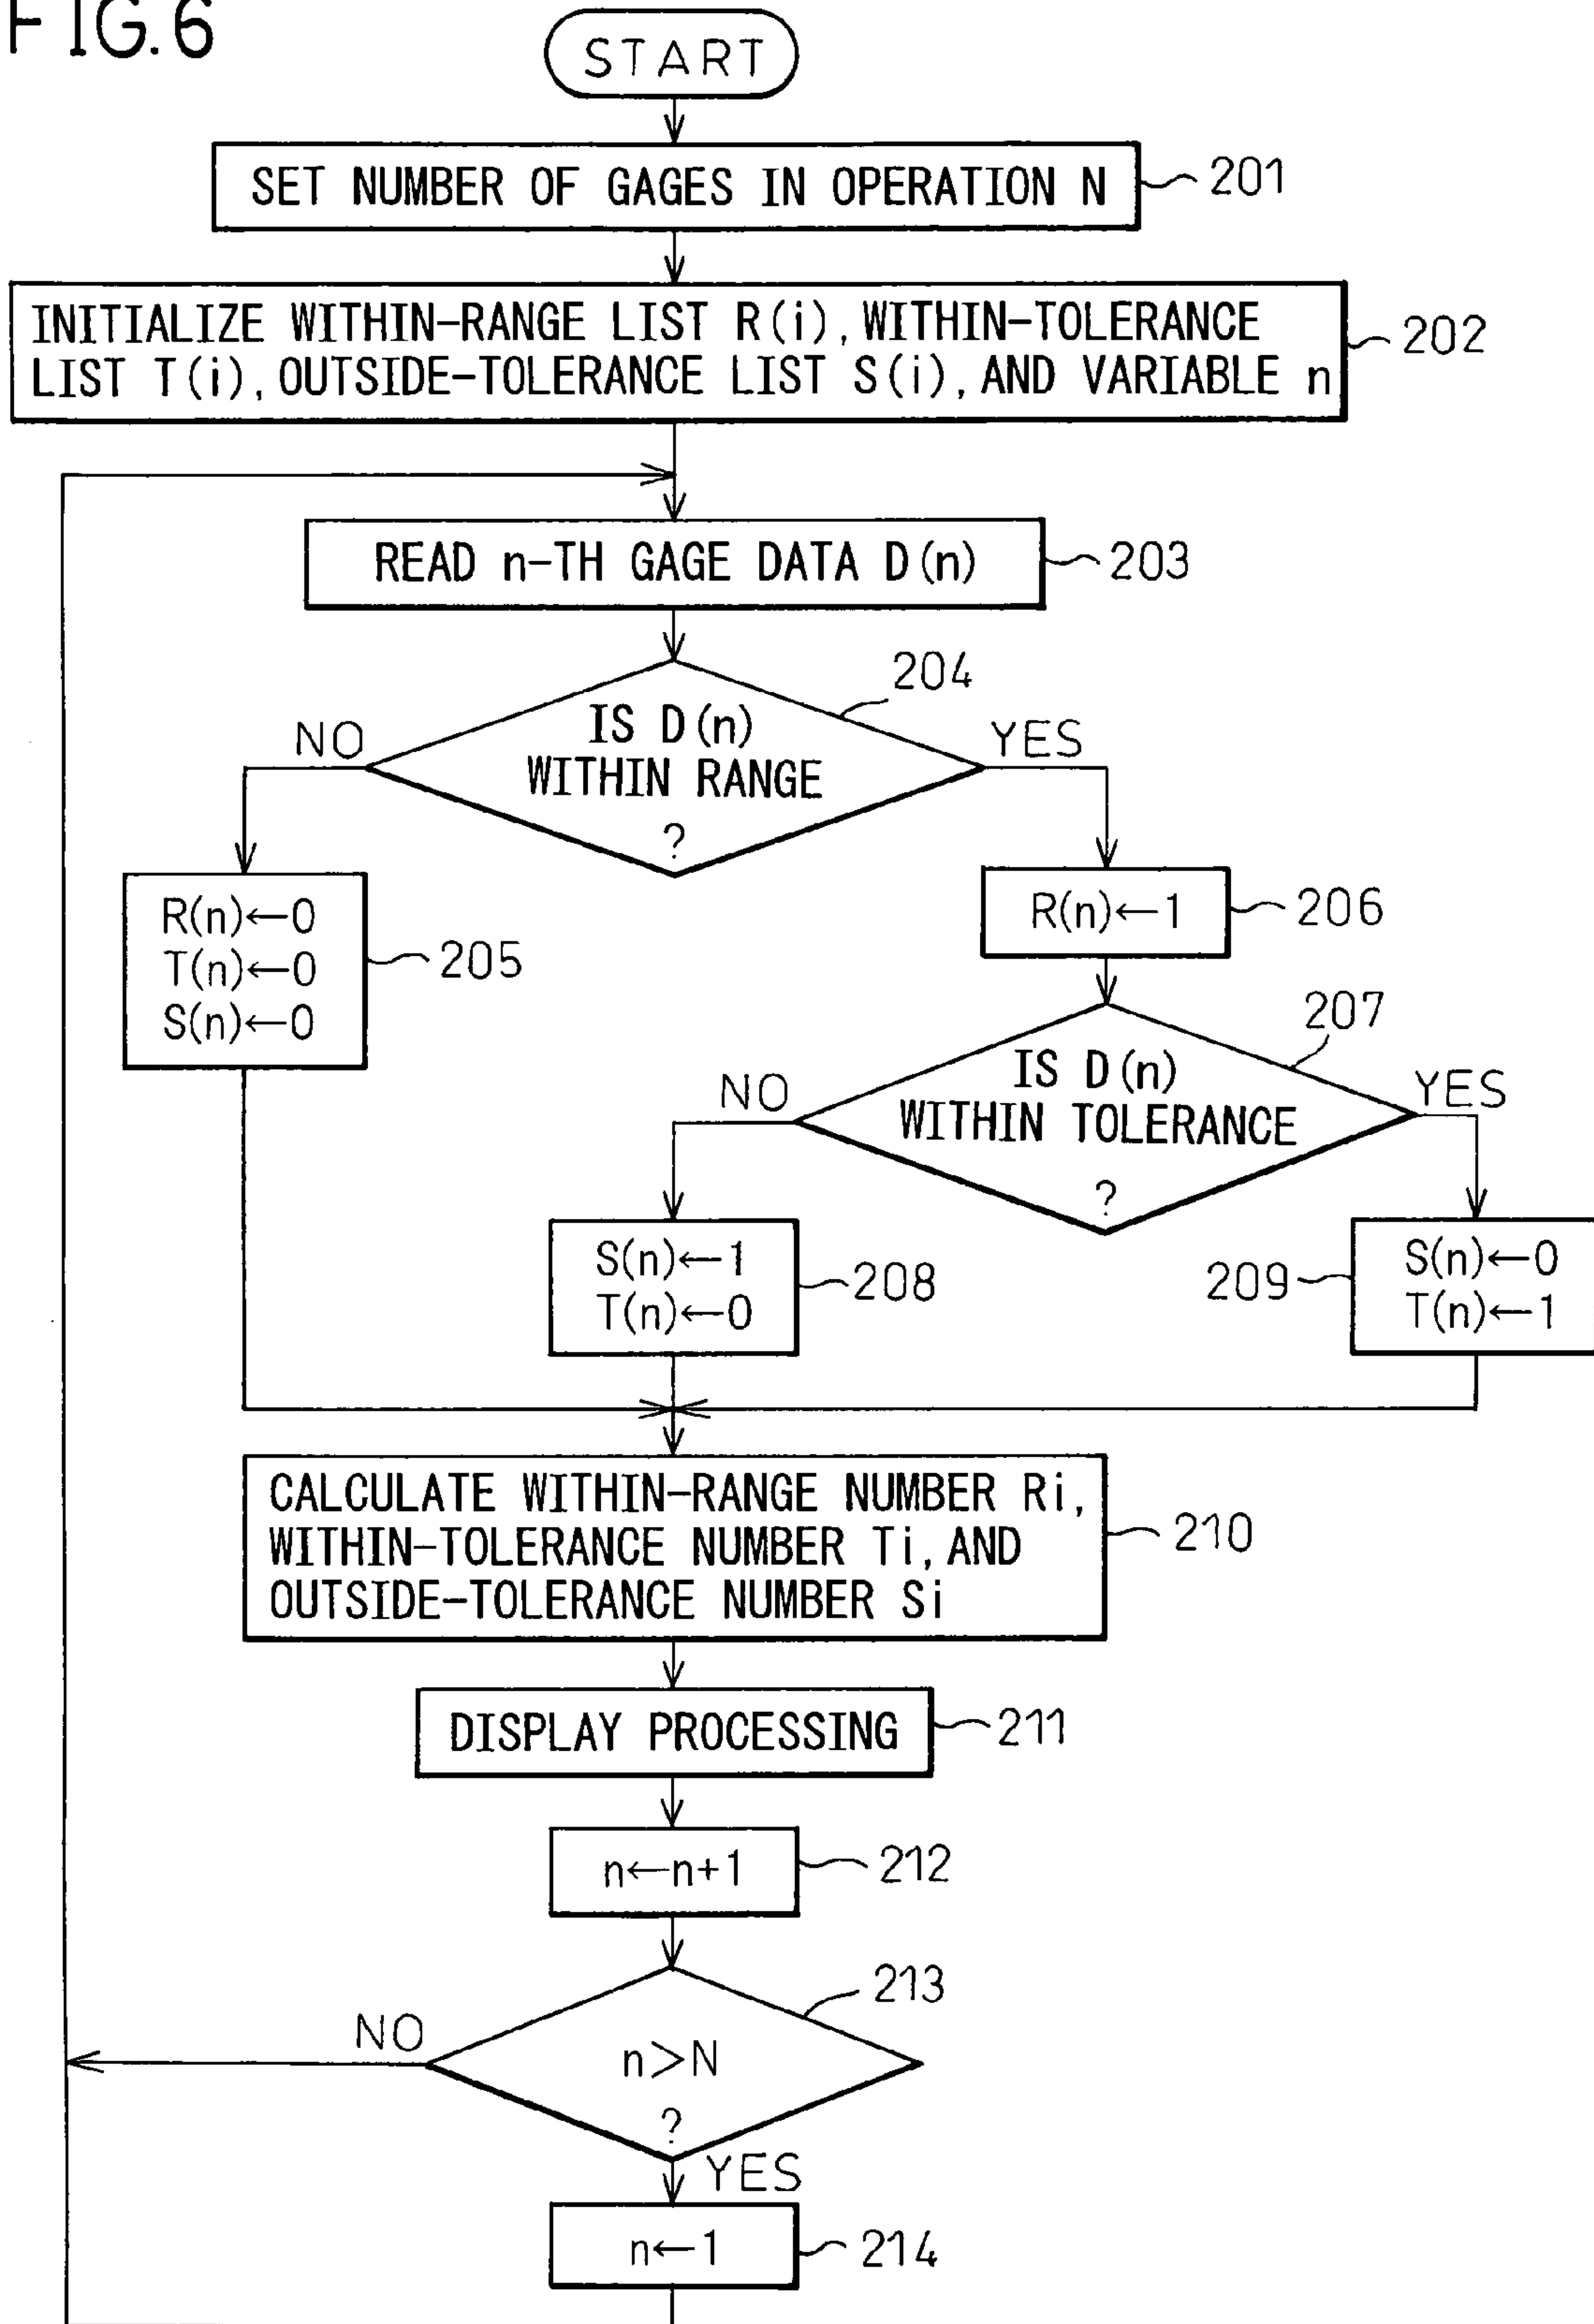 FIG.6
START
SET NUMBER OF GAGES IN OPERATION N
201
INITIALIZE WITHIN-RANGE LIST R(i), WITHIN-TOLERANCE
LIST T(i), OUTSIDE-TOLERANCE LIST S(i), AND VARIABLE n
202
READ n-TH GAGE DATA D(n)
203
204
IS D(n)
WITHIN RANGE
?
NO
YES
R(n)←0
T(n)←0
S(n)←0
205
R(n)←1
206
207
IS D(n)
WITHIN TOLERANCE
?
NO
YES
S(n)←1
T(n)←0
208
209
S(n)←0
T(n)←1
CALCULATE WITHIN-RANGE NUMBER Ri,
WITHIN-TOLERANCE NUMBER Ti, AND
OUTSIDE-TOLERANCE NUMBER Si
210
DISPLAY PROCESSING
211
n←n+1
212
213
NO
n>N
?
YES
n←1
214